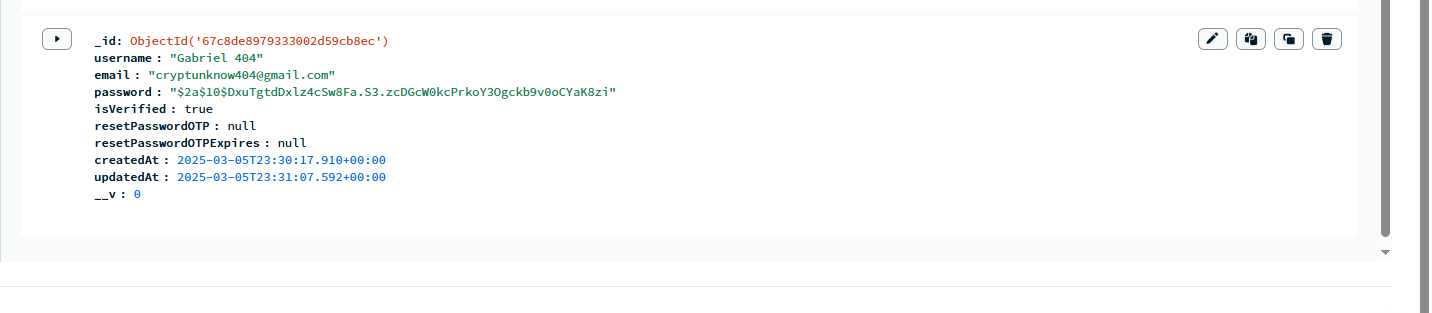 _id: ObjectId('67c8de8979333002d59cb8ec')
username : "Gabriel 404"
email : "cryptunknow404@gmail.com"
password : "$2a$10$DxuTgtdDxlz4cSw8Fa.S3.zcDGcW0kcPrkoY3Ogckb9v0oCYaK8zi"
isVerified : true
resetPasswordOTP : null
resetPasswordOTPExpires : null
createdAt : 2025-03-05T23:30:17.910+00:00
updatedAt : 2025-03-05T23:31:07.592+00:00
__v : 0